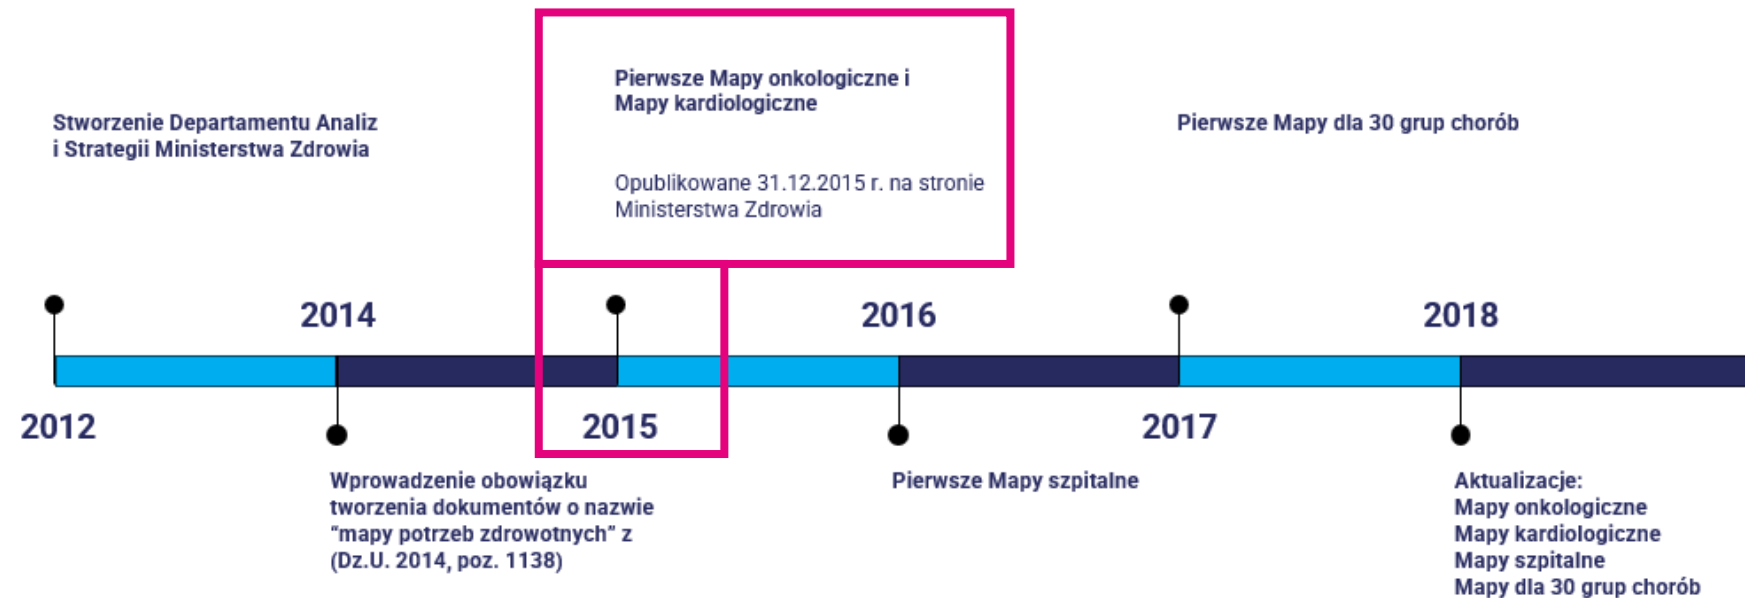 Pierwsze Mapy onkologiczne i
Mapy kardiologiczne
Stworzenie Departamentu Analiz
i Strategii Ministerstwa Zdrowia
Pierwsze Mapy dla 30 grup chorób
Opublikowane 31.12.2015 r. na stronie
Ministerstwa Zdrowia
2014
2016
2018
2012
2015
2017
Wprowadzenie obowiązku
tworzenia dokumentów o nazwie
“mapy potrzeb zdrowotnych” z
(Dz.U. 2014, poz. 1138)
Pierwsze Mapy szpitalne
Aktualizacje:
Mapy onkologiczne
Mapy kardiologiczne
Mapy szpitalne
Mapy dla 30 grup chorób